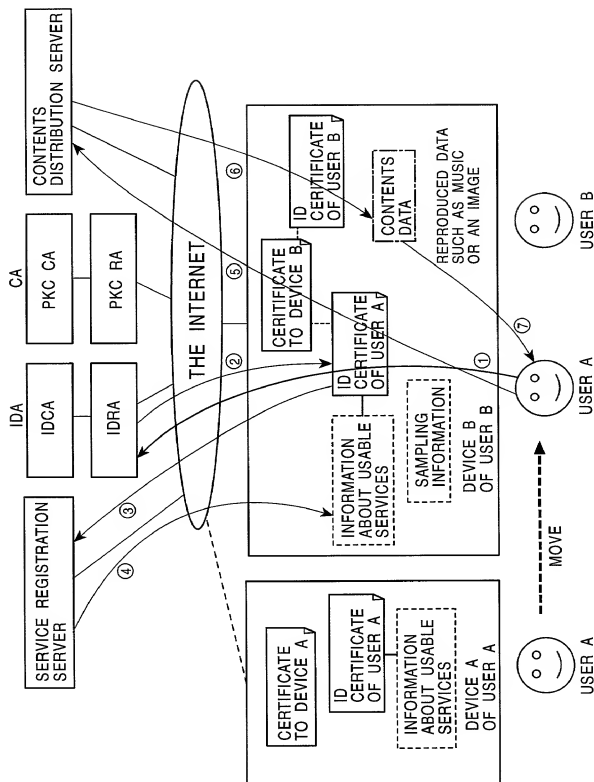 SERVICE REGISTRATION
SERVER
IDA
IDCA
IDRA
CA
PKC CA
PKC RA
CONTENTS
DISTRIBUTION SERVER
THE INTERNET
③
④
②
⑤
⑥
CERTIFICATE
TO DEVICE A
ID
CERTIFICATE
OF USER A
INFORMATION
ABOUT USABLE
SERVICES
DEVICE A
OF USER A
INFORMATION
ABOUT USABLE
SERVICES
ID
CERTIFICATE
OF USER A
CERITIFICATE
TO DEVICE B
ID
CERITIFICATE
OF USER B
SAMPLING
INFORMATION
DEVICE B
OF USER B
CONTENTS
DATA
REPRODUCED DATA
SUCH AS MUSIC
OR AN IMAGE
①
⑦
USER A
MOVE
USER A
USER B